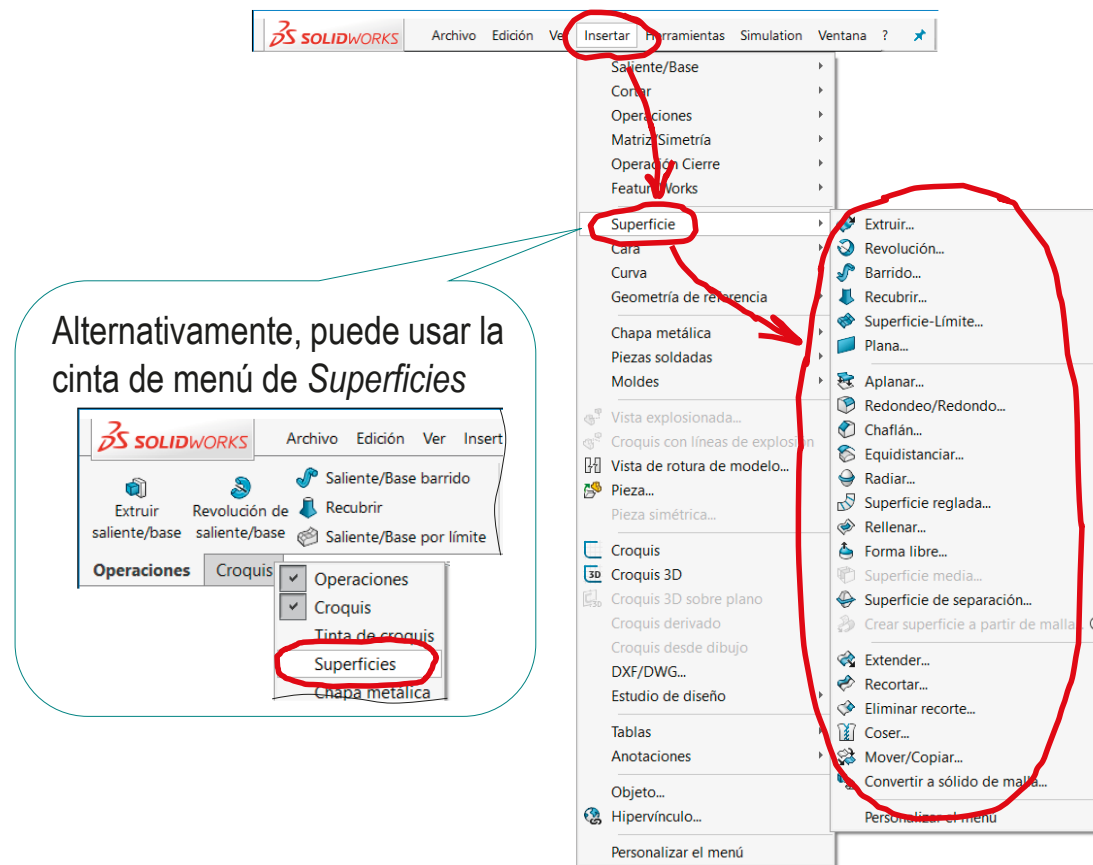 SOLIDWORKS Archivo Edición Ve Insertar Herramientas Simulation Ventana ?
Saliente/Base
Cortar
Operaciones
Matriz/Simetría
Operación Cierre
FeatureWorks
Superficie
Cara
Curva
Geometría de referencia
Chapa metálica
Piezas soldadas
Moldes
Vista explosionada...
Croquis con líneas de explosión
Vista de rotura de modelo...
Pieza...
Pieza simétrica...
Croquis
3D Croquis 3D
Croquis 3D sobre plano
Croquis derivado
Croquis desde dibujo
DXF/DWG...
Estudio de diseño
Tablas
Anotaciones
Objeto...
Hipervínculo...
Personalizar el menú
Extruir...
Revolución...
Barrido...
Recubrir...
Superficie-Límite...
Plana...
Aplanar...
Redondeo/Redondo...
Chaflán...
Equidistanciar...
Radiar...
Superficie reglada...
Rellenar...
Forma libre...
Superficie media...
Superficie de separación...
Crear superficie a partir de malla...
Extender...
Recortar...
Eliminar recorte...
Coser...
Mover/Copiar...
Convertir a sólido de malla...
Personalizar el menú
Alternativamente, puede usar la
cinta de menú de Superficies
SOLIDWORKS Archivo Edición Ver Insert
Extruir
saliente/base
Revolución de
saliente/base
Saliente/Base barrido
Recubrir
Saliente/Base por límite
Operaciones Croquis
Operaciones
Croquis
Tinta de croquis
Superficies
Chapa metálica